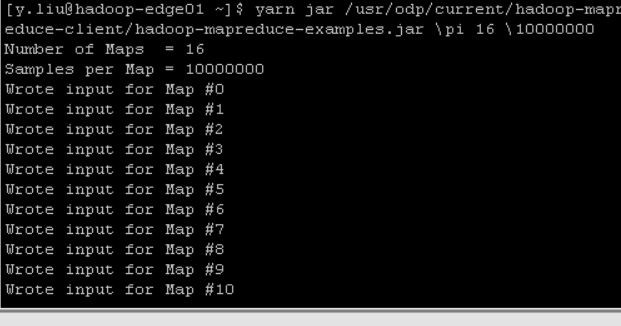 [y.liu@hadoop-edge01 ~]$ yarn jar /usr/odp/current/hadoop-mapr
educe-client/hadoop-mapreduce-examples.jar \pi 16 \10000000
Number of Maps  = 16
Samples per Map = 10000000
Wrote input for Map #0
Wrote input for Map #1
Wrote input for Map #2
Wrote input for Map #3
Wrote input for Map #4
Wrote input for Map #5
Wrote input for Map #6
Wrote input for Map #7
Wrote input for Map #8
Wrote input for Map #9
Wrote input for Map #10